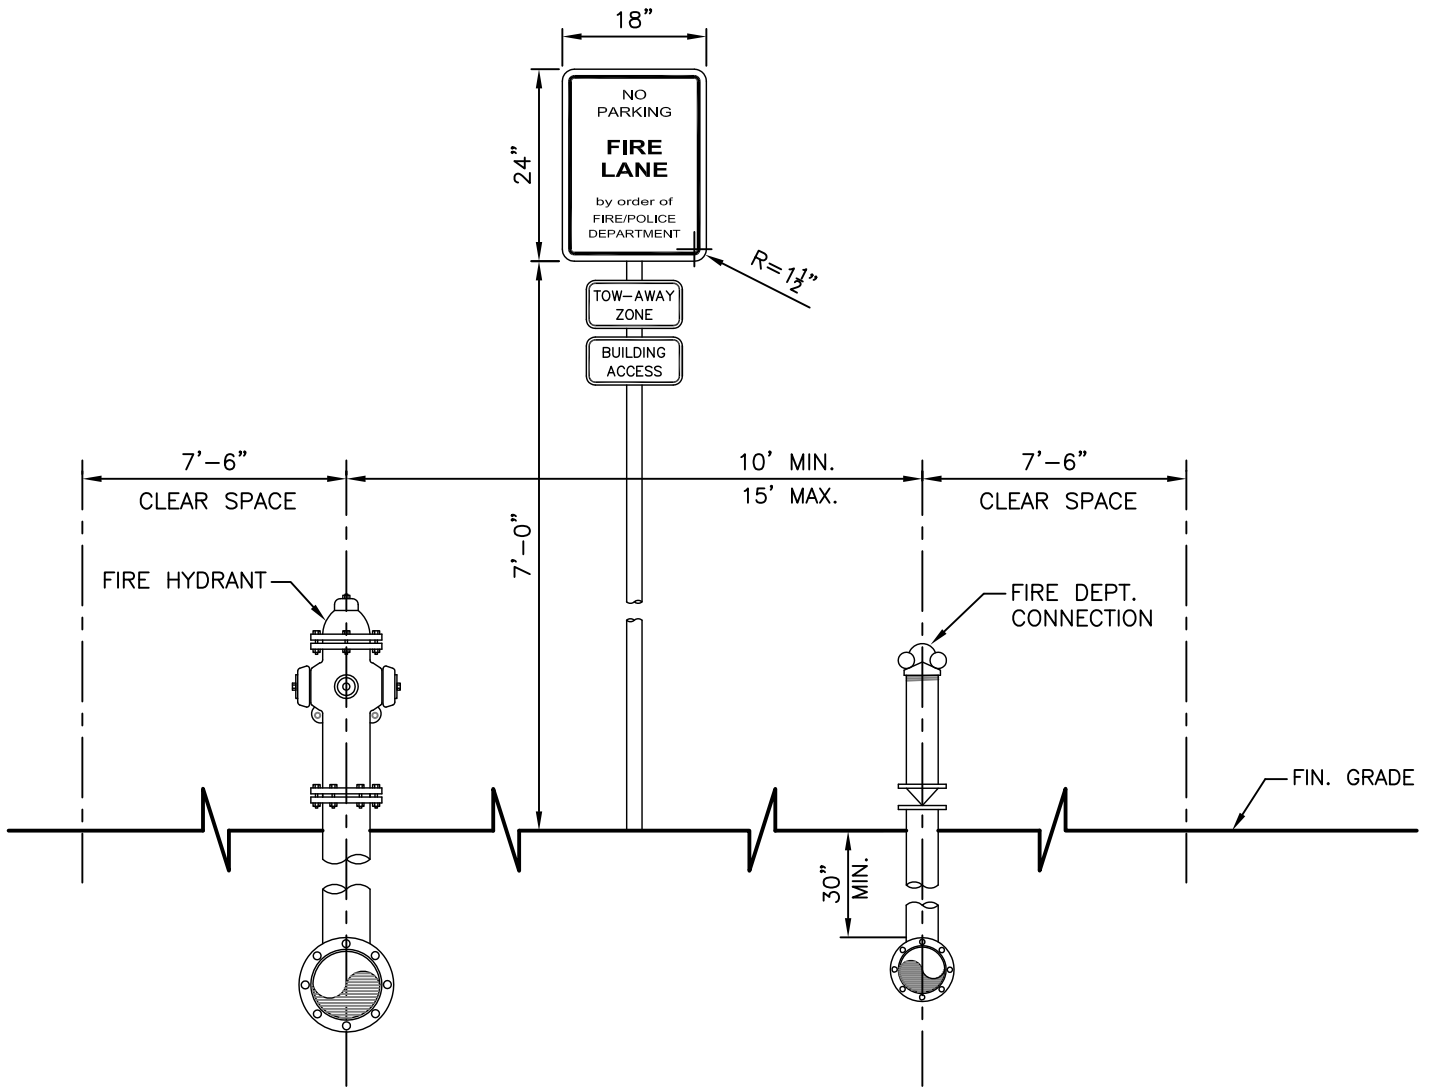 18"
24"
NO
PARKING
FIRE
LANE
by order of
FIRE/POLICE
DEPARTMENT
R=1 1/2"
TOW-AWAY
ZONE
BUILDING
ACCESS
7'-6"
CLEAR SPACE
10' MIN.
15' MAX.
7'-6"
CLEAR SPACE
7'-0"
FIRE HYDRANT
FIRE DEPT.
CONNECTION
FIN. GRADE
30"
MIN.